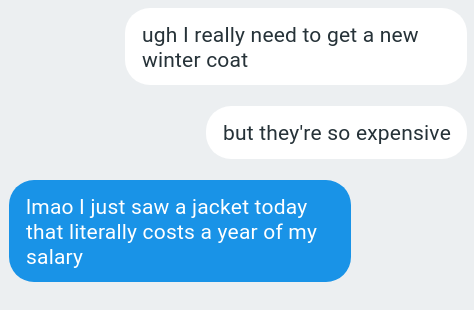 ugh I really need to get a new
winter coat
but they're so expensive
lmao I just saw a jacket today
that literally costs a year of my
salary